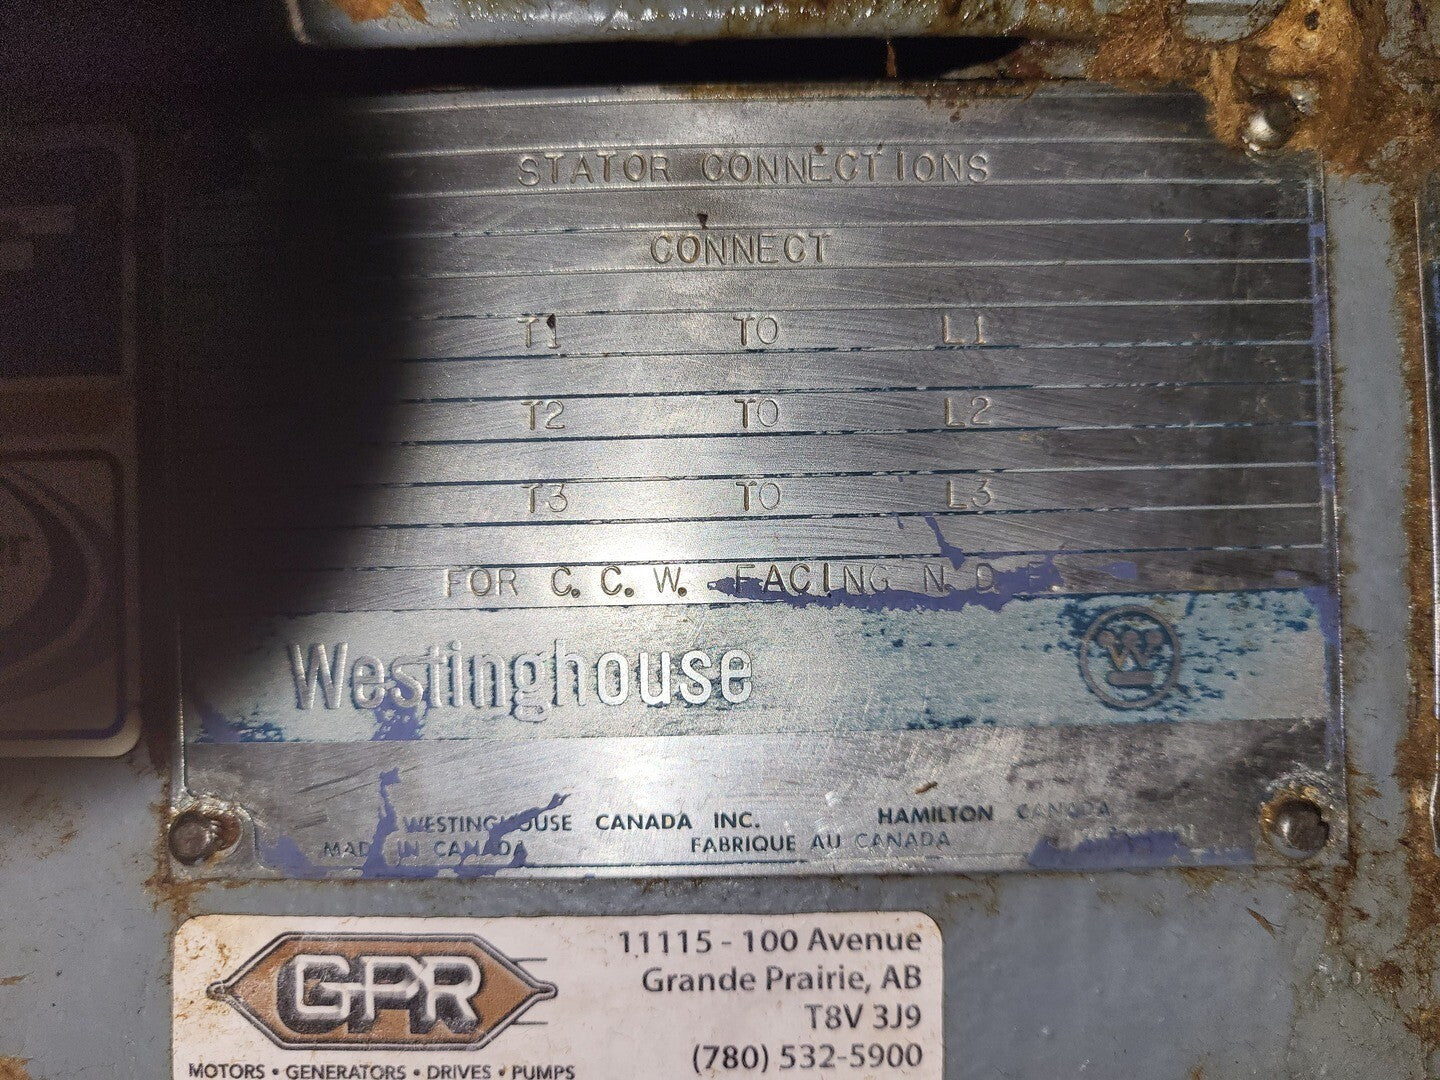 STATOR CONNECTIONS
CONNECT
T1 TO L1
T2 TO L2
T3 TO L3
FOR C.C.W. FACING N.D.E
Westinghouse
W
WESTINGHOUSE CANADA INC. HAMILTON CANADA
MADE IN CANADA FABRIQUE AU CANADA
GPR
MOTORS • GENERATORS • DRIVES • PUMPS
11115 - 100 Avenue
Grande Prairie, AB
T8V 3J9
(780) 532-5900